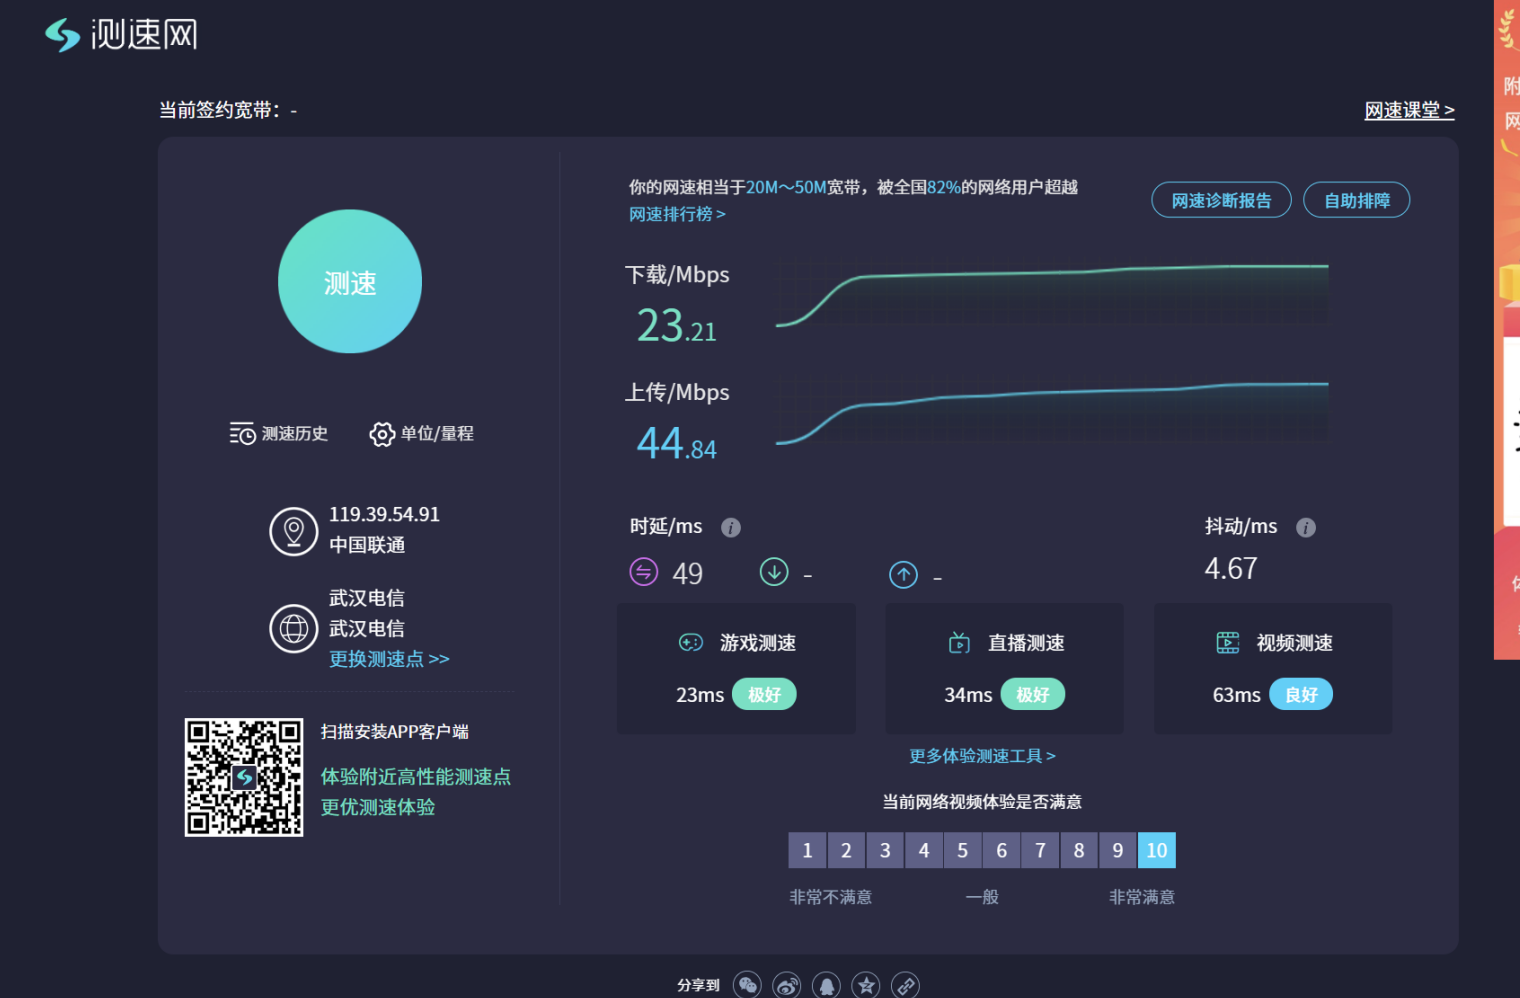 测速网
当前签约宽带：-
网速课堂 >
你的网速相当于20M～50M宽带，被全国82%的网络用户超越
网速排行榜 >
网速诊断报告
自助排障
下载/Mbps
23.21
上传/Mbps
44.84
测速
测速历史
单位/量程
119.39.54.91
中国联通
武汉电信
武汉电信
更换测速点 >>
扫描安装APP客户端
体验附近高性能测速点
更优测速体验
时延/ms
抖动/ms
49
-
-
4.67
游戏测速
23ms 极好
直播测速
34ms 极好
视频测速
63ms 良好
更多体验测速工具 >
当前网络视频体验是否满意
1 2 3 4 5 6 7 8 9 10
非常不满意 一般 非常满意
分享到
附
网